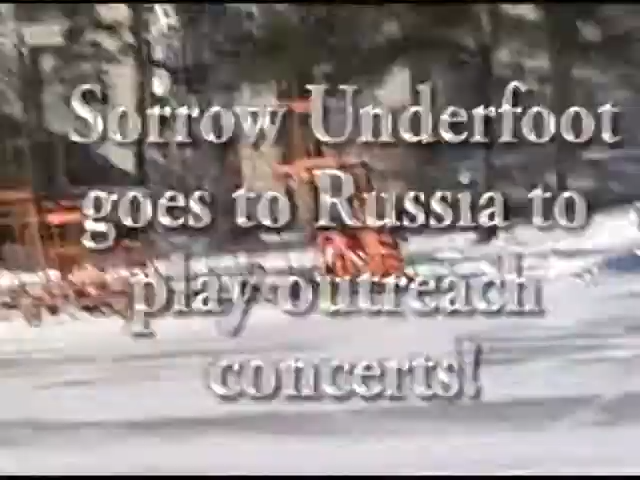 Sorrow Underfoot
goes to Russia to
play outreach
concerts!